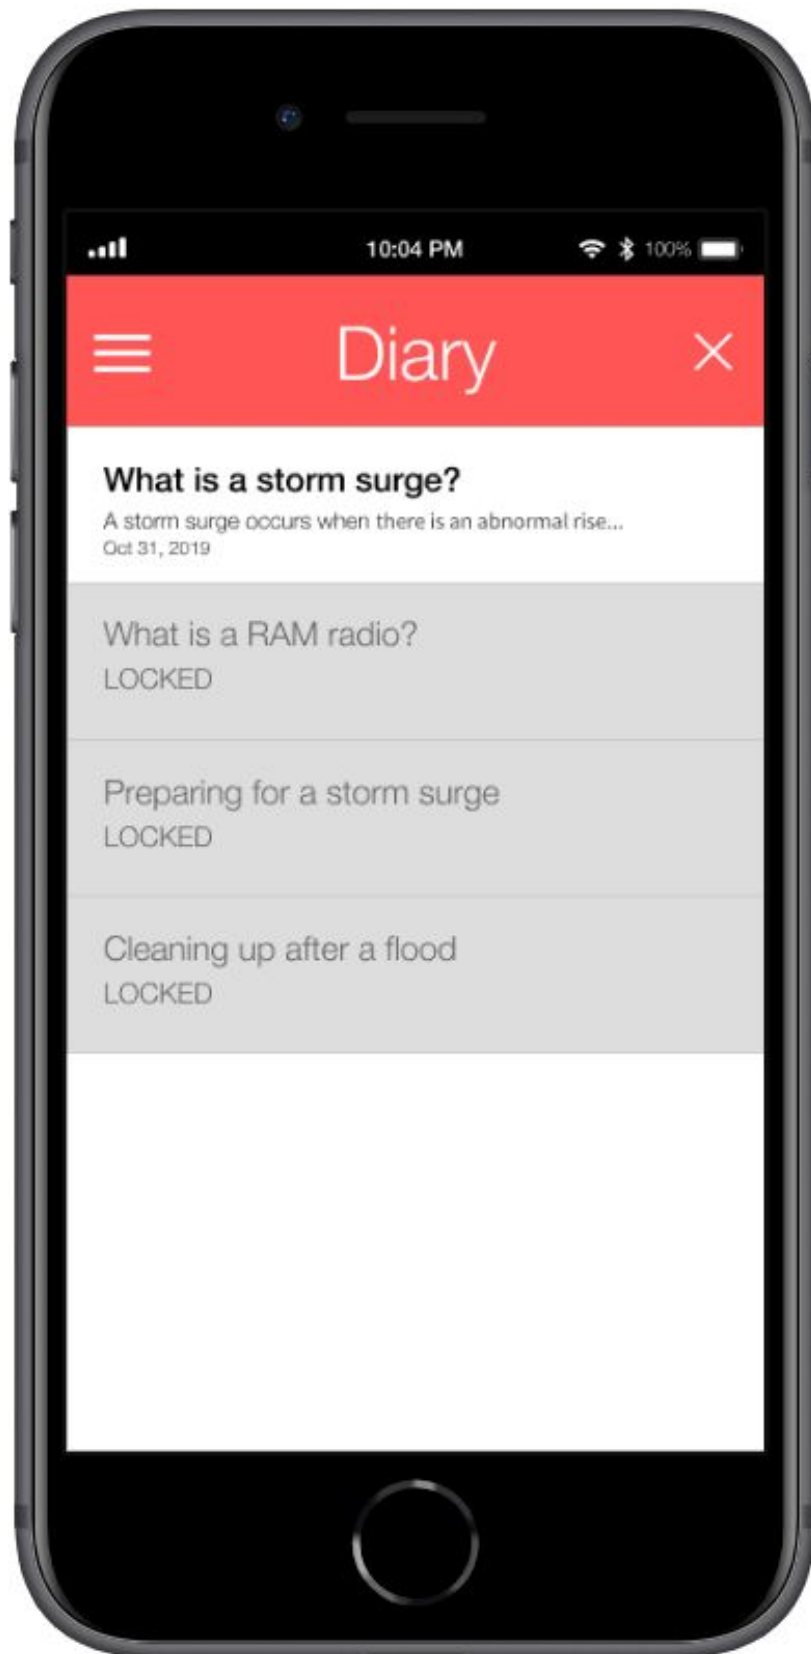 10:04 PM 100%
Diary
What is a storm surge?
A storm surge occurs when there is an abnormal rise...
Oct 31, 2019
What is a RAM radio?
LOCKED
Preparing for a storm surge
LOCKED
Cleaning up after a flood
LOCKED